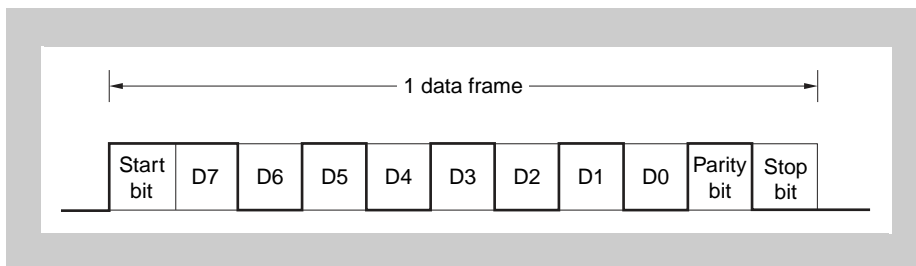 1 data frame
Start
bit
D7
D6
D5
D4
D3
D2
D1
D0
Parity
bit
Stop
bit